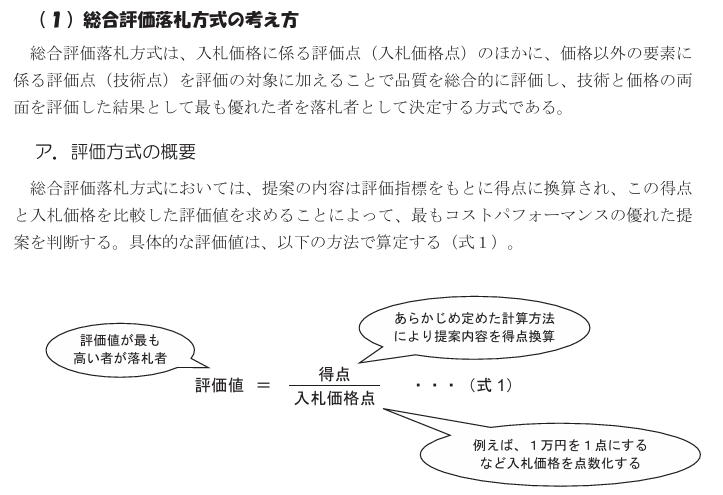 （1）総合評価落札方式の考え方
総合評価落札方式は、入札価格に係る評価点（入札価格点）のほかに、価格以外の要素に
係る評価点（技術点）を評価の対象に加えることで品質を総合的に評価し、技術と価格の両
面を評価した結果として最も優れた者を落札者として決定する方式である。
ア．評価方式の概要
総合評価落札方式においては、提案の内容は評価指標をもとに得点に換算され、この得点
と入札価格を比較した評価値を求めることによって、最もコストパフォーマンスの優れた提
案を判断する。具体的な評価値は、以下の方法で算定する（式１）。
あらかじめ定めた計算方法
により提案内容を得点換算
評価値が最も
高い者が落札者
得点
評価値 ＝ ・・・（式 1）
入札価格点
例えば、１万円を１点にする
など入札価格を点数化する